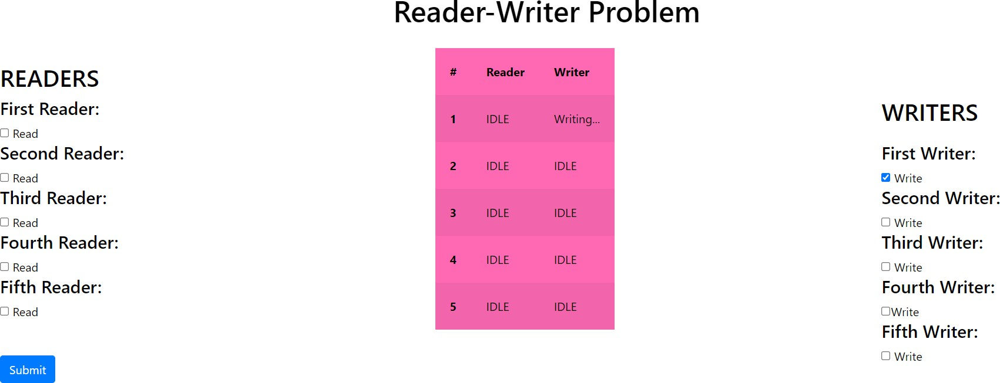 Reader-Writer Problem
READERS
First Reader:
Read
Second Reader:
Read
Third Reader:
Read
Fourth Reader:
Read
Fifth Reader:
Read
Submit
# Reader Writer
1 IDLE Writing...
2 IDLE IDLE
3 IDLE IDLE
4 IDLE IDLE
5 IDLE IDLE
WRITERS
First Writer:
Write
Second Writer:
Write
Third Writer:
Write
Fourth Writer:
Write
Fifth Writer:
Write